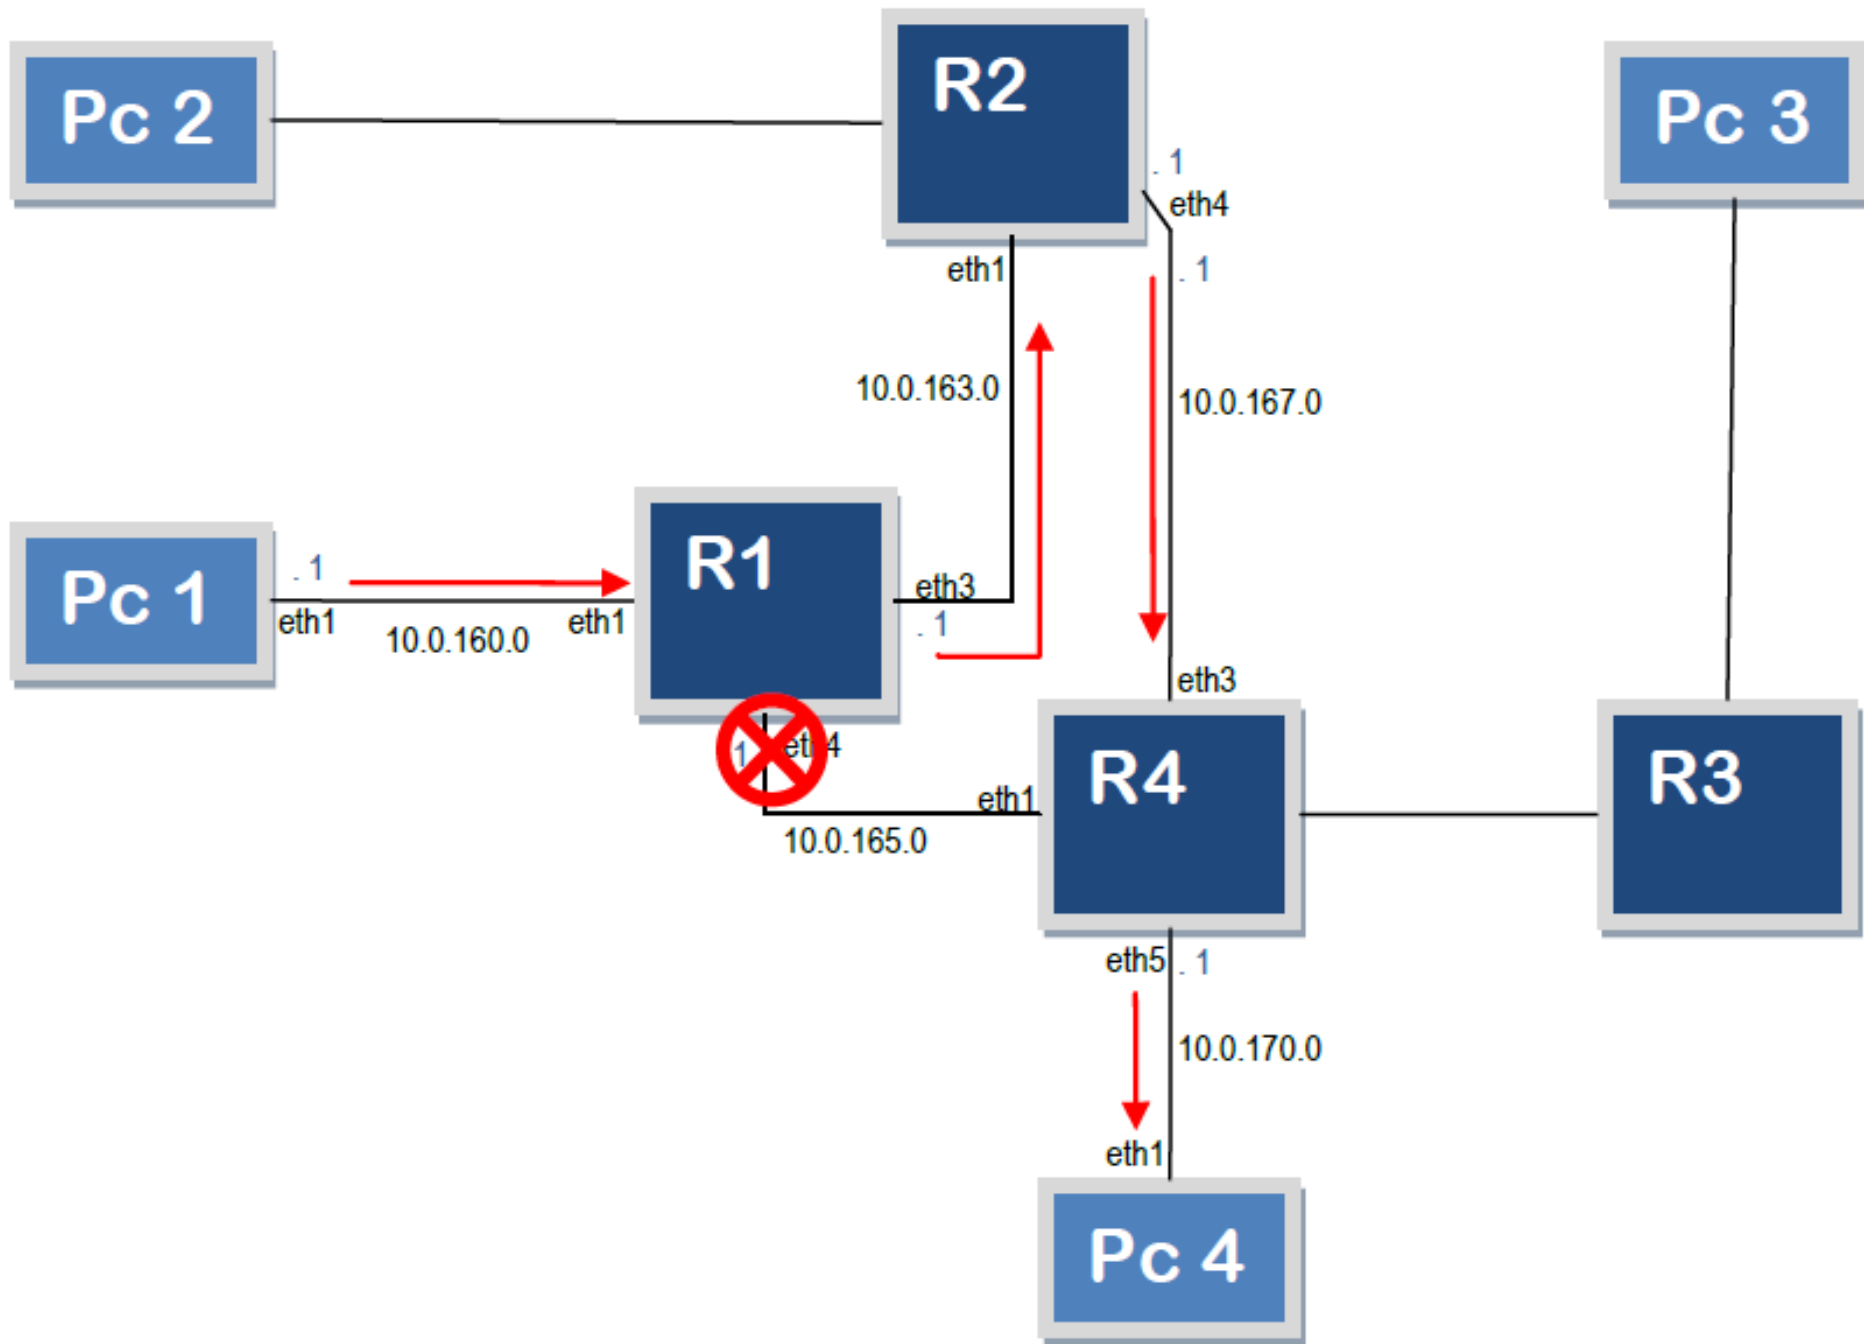 R2
Pc 2
Pc 3
. 1
eth4
eth1
. 1
10.0.163.0
10.0.167.0
R1
Pc 1
. 1
eth1
10.0.160.0
eth1
eth3
. 1
eth3
1
eth4
eth1
10.0.165.0
R4
R3
eth5
. 1
10.0.170.0
eth1
Pc 4